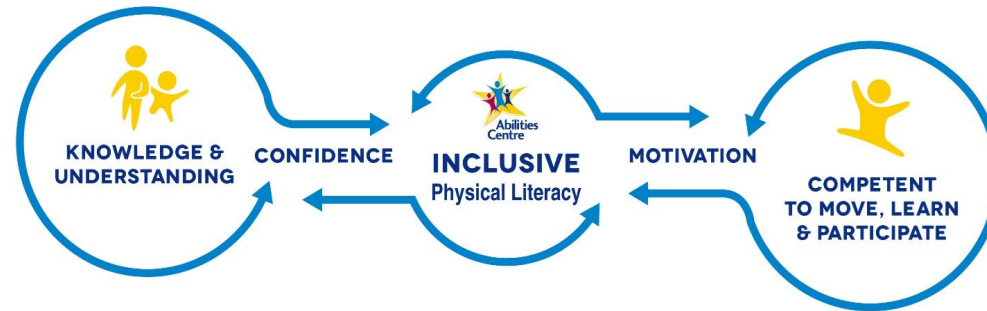 KNOWLEDGE &
UNDERSTANDING
CONFIDENCE
Abilities
Centre
INCLUSIVE
Physical Literacy
MOTIVATION
COMPETENT
TO MOVE, LEARN
& PARTICIPATE